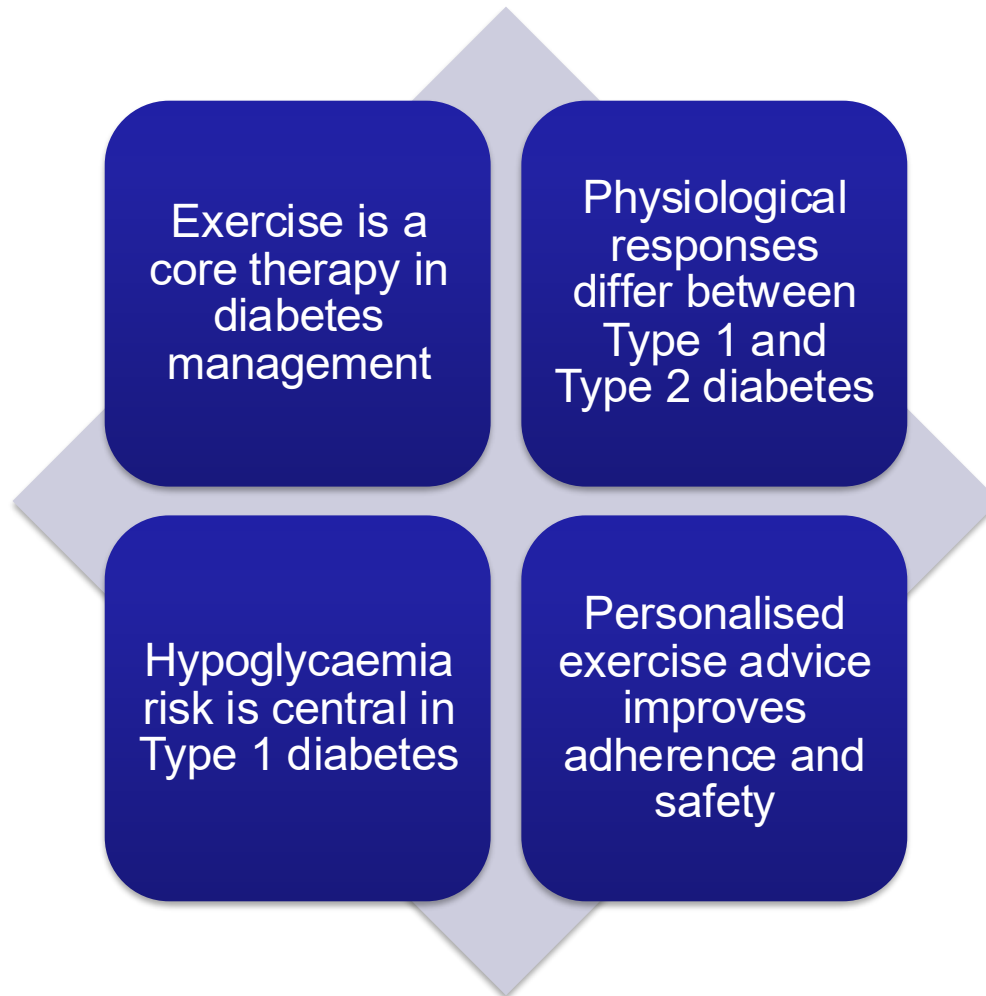 Exercise is a
core therapy in
diabetes
management
Physiological
responses
differ between
Type 1 and
Type 2 diabetes
Hypoglycaemia
risk is central in
Type 1 diabetes
Personalised
exercise advice
improves
adherence and
safety